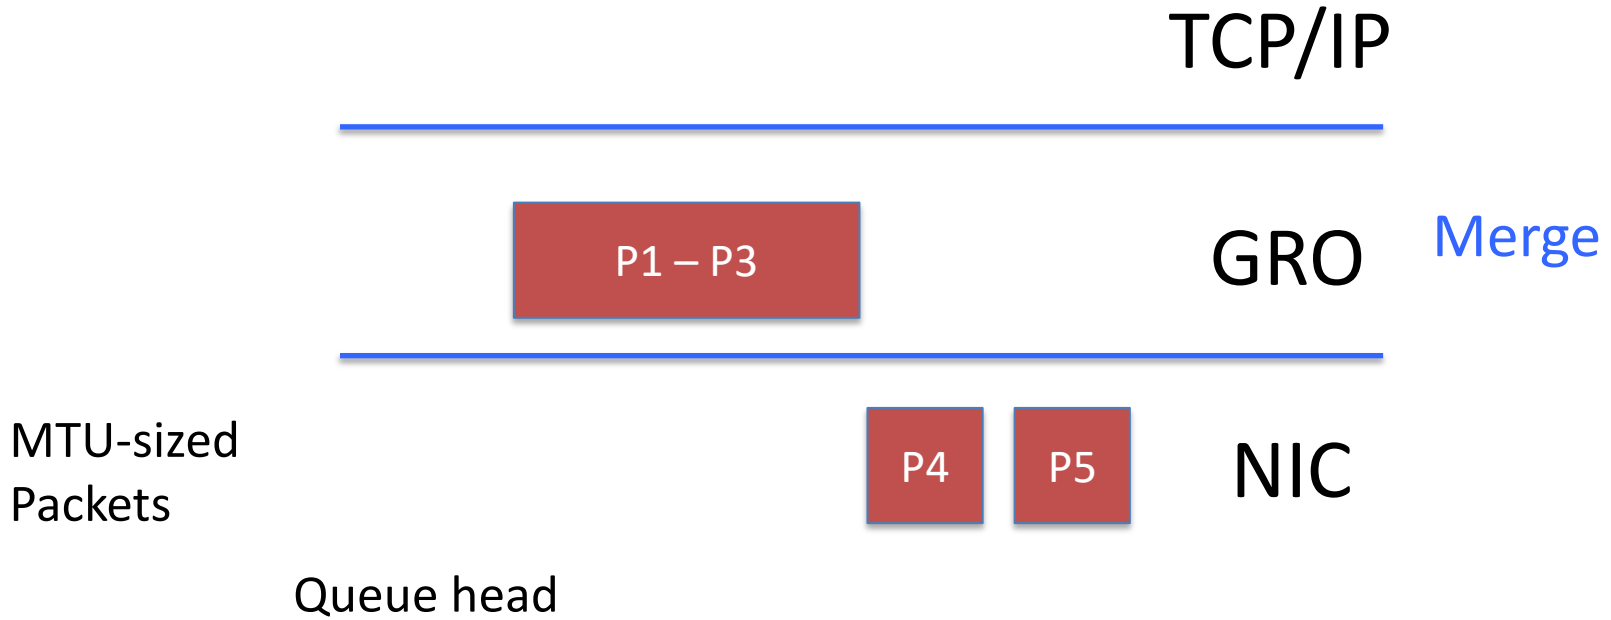 TCP/IP
P1 – P3
GRO
Merge
MTU-sized
Packets
P4
P5
NIC
Queue head